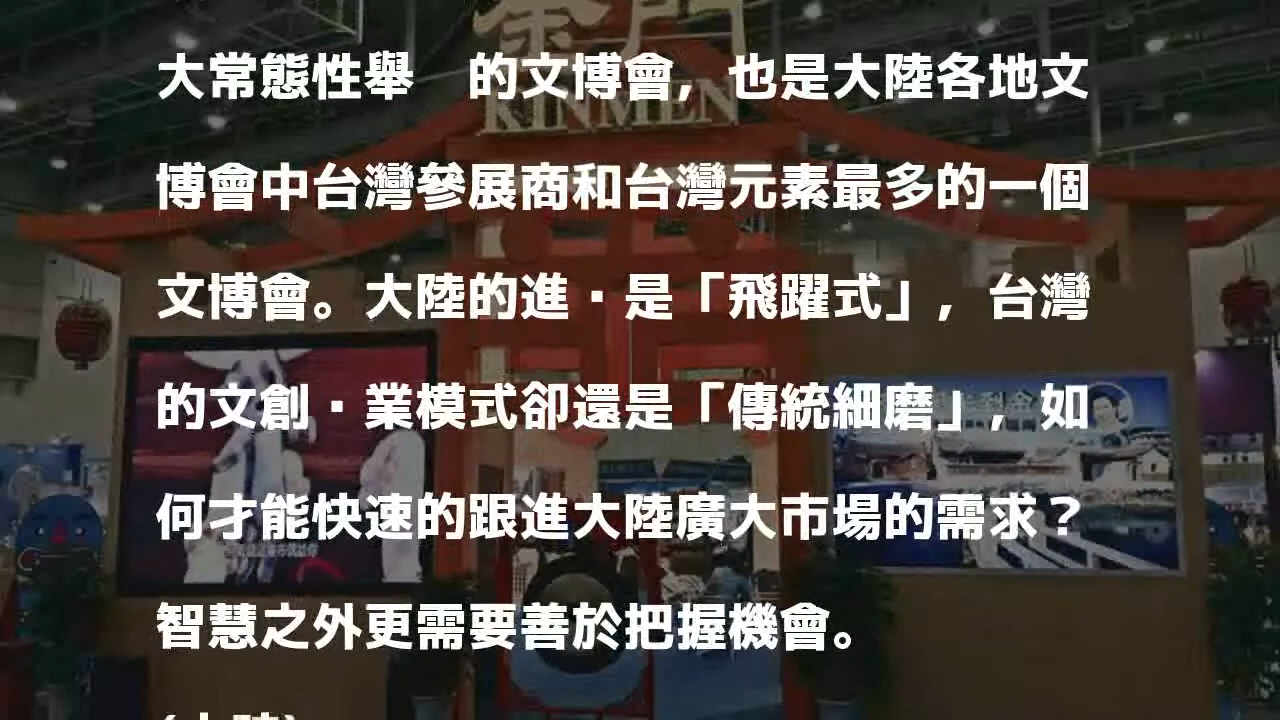 金門
KINMEN
大常態性舉　的文博會，也是大陸各地文
博會中台灣參展商和台灣元素最多的一個
文博會。大陸的進▪是「飛躍式」，台灣
的文創▪業模式卻還是「傳統細磨」，如
何才能快速的跟進大陸廣大市場的需求？
智慧之外更需要善於把握機會。